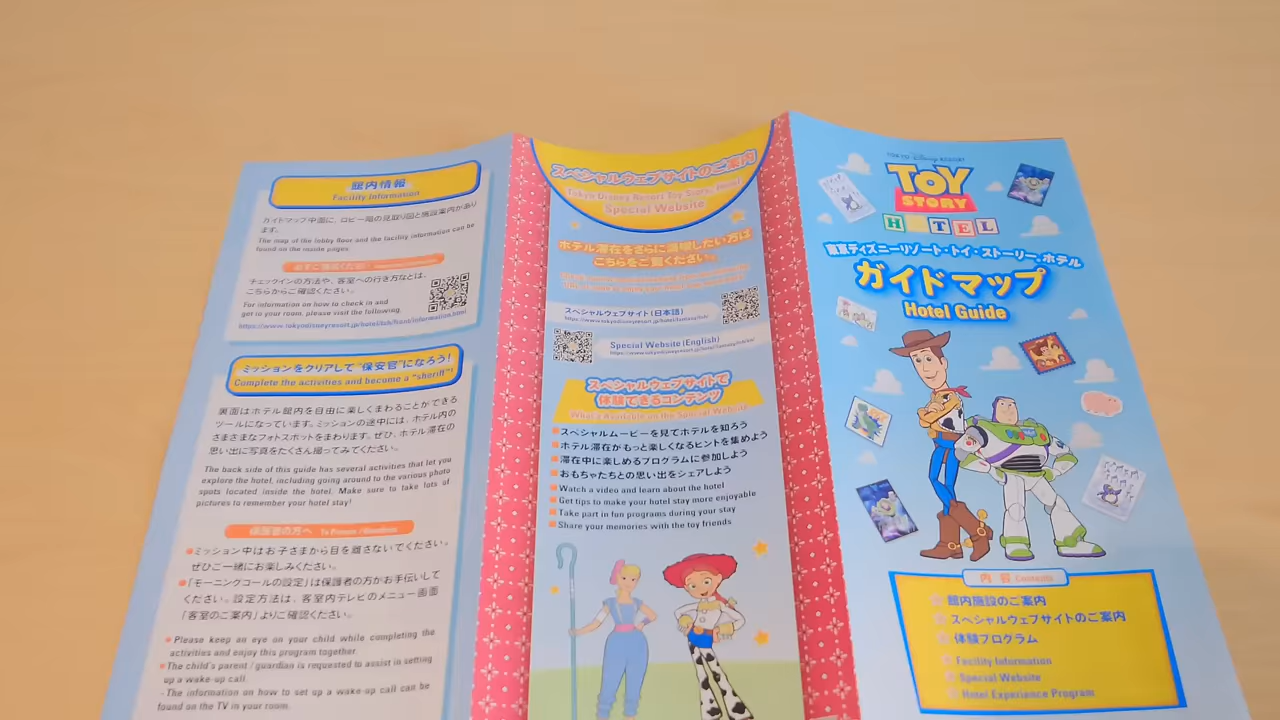 館内情報
Facility Information
ガイドマップ中面に、ロビー階の見取り図と施設案内があり
ます。
The map of the lobby floor and the facility information can be
found on the inside pages.
チェックインの方法や、客室への行き方などは、
こちらからご確認ください。
For information on how to check in and
get to your room, please visit the following.
ミッションをクリアして"保安官"になろう!
Complete the activities and become a "sheriff"!
裏面はホテル館内を自由に楽しくまわることができる
ツールになっています。ミッションの途中には、ホテル内の
さまざまなフォトスポットをまわります。ぜひ、ホテル滞在の
思い出に写真をたくさん撮ってみてください。
The back side of this guide has several activities that let you
explore the hotel, including going around to the various photo
spots located inside the hotel. Make sure to take lots of
pictures to remember your hotel stay!
保護者の方へ To Parents / Guardians
ミッション中はお子さまから目を離さないでください。
ぜひご一緒にお楽しみください。
「モーニングコールの設定」は保護者の方がお手伝いして
ください。設定方法は、客室内テレビのメニュー画面
「客室のご案内」よりご確認ください。
Please keep an eye on your child while completing the
activities and enjoy this program together.
The child's parent / guardian is requested to assist in setting
up a wake-up call.
The information on how to set up a wake-up call can be
found on the TV in your room.
スペシャルウェブサイトのご案内
Tokyo Disney Resort Toy Story Hotel
Special Website
ホテル滞在をさらに満喫したい方は
こちらをご覧ください。
スペシャルウェブサイト(日本語)
Special Website (English)
スペシャルウェブサイトで
体験できるコンテンツ
What's Available on the Special Website
スペシャルムービーを見てホテルを知ろう
ホテル滞在がもっと楽しくなるヒントを集めよう
滞在中に楽しめるプログラムに参加しよう
おもちゃたちとの思い出をシェアしよう
Watch a video and learn about the hotel
Get tips to make your hotel stay more enjoyable
Take part in fun programs during your stay
Share your memories with the toy friends
TOKYO Disney RESORT
TOY
STORY
HOTEL
東京ディズニーリゾート・トイ・ストーリー・ホテル
ガイドマップ
Hotel Guide
内容 Contents
館内施設のご案内
スペシャルウェブサイトのご案内
体験プログラム
Facility Information
Special Website
Hotel Experience Program